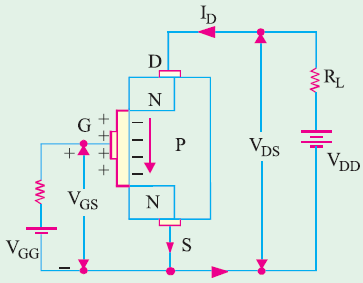 I_D
D
R_L
N
G
+
+
+
+
+
−
−
−
−
P
V_DS
V_DD
V_GS
N
S
V_GG
−